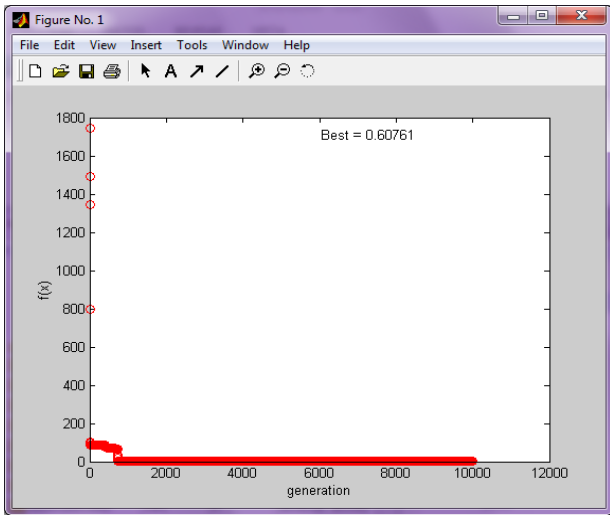 Figure No. 1
File Edit View Insert Tools Window Help
Best = 0.60761
1800
1600
1400
1200
1000
800
600
400
200
0
f(x)
0 2000 4000 6000 8000 10000 12000
generation